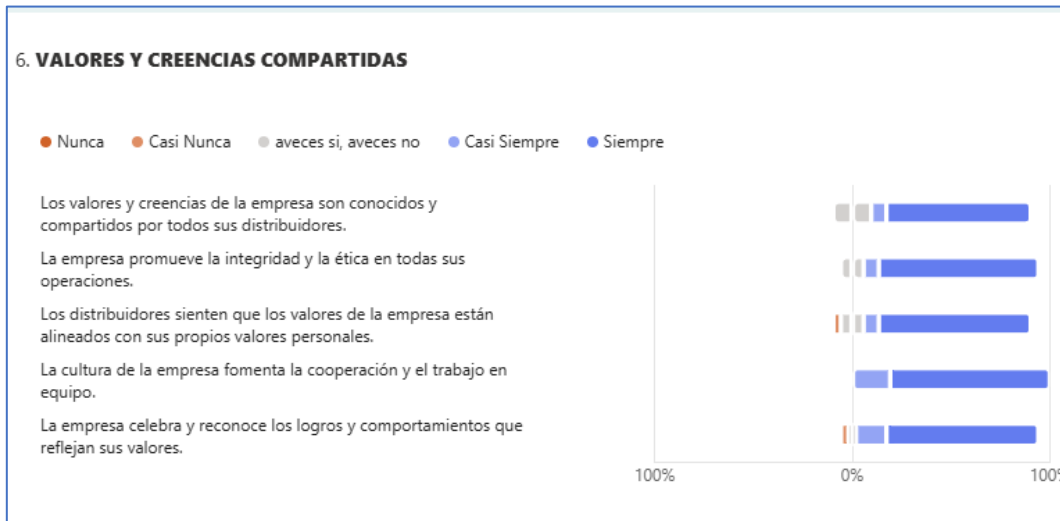 6. VALORES Y CREENCIAS COMPARTIDAS
Nunca Casi Nunca aveces si, aveces no Casi Siempre Siempre
Los valores y creencias de la empresa son conocidos y
compartidos por todos sus distribuidores.
La empresa promueve la integridad y la ética en todas sus
operaciones.
Los distribuidores sienten que los valores de la empresa están
alineados con sus propios valores personales.
La cultura de la empresa fomenta la cooperación y el trabajo en
equipo.
La empresa celebra y reconoce los logros y comportamientos que
reflejan sus valores.
100% 0% 100%